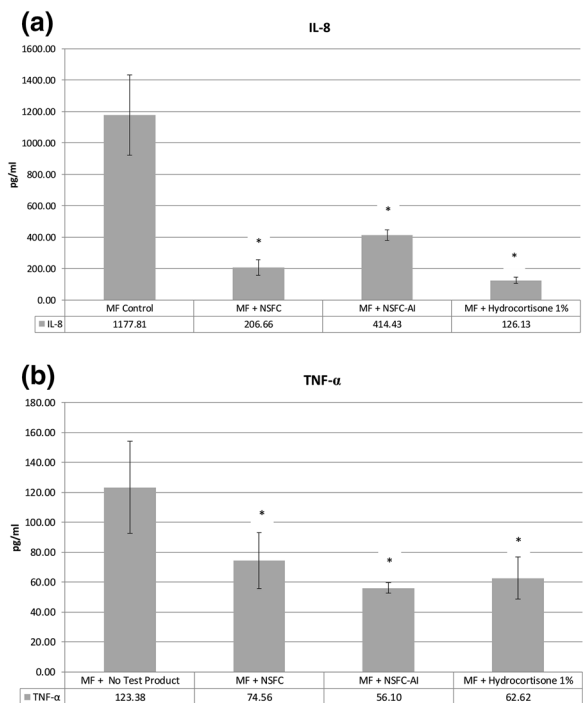 (a)
IL-8
1600.00
1400.00
1200.00
1000.00
800.00
600.00
400.00
200.00
0.00
pg/ml
*
*
*
MF Control MF + NSFC MF + NSFC-AI MF + Hydrocortisone 1%
IL-8 1177.81 206.66 414.43 126.13
(b)
TNF-α
180.00
160.00
140.00
120.00
100.00
80.00
60.00
40.00
20.00
0.00
pg/ml
*
*
*
MF + No Test Product MF + NSFC MF + NSFC-AI MF + Hydrocortisone 1%
TNF-α 123.38 74.56 56.10 62.62